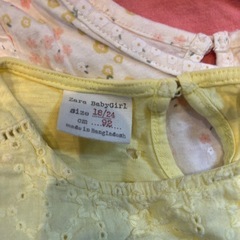 Zara BabyGirl
size 18/24
cm ...92...
made in Bangladesh